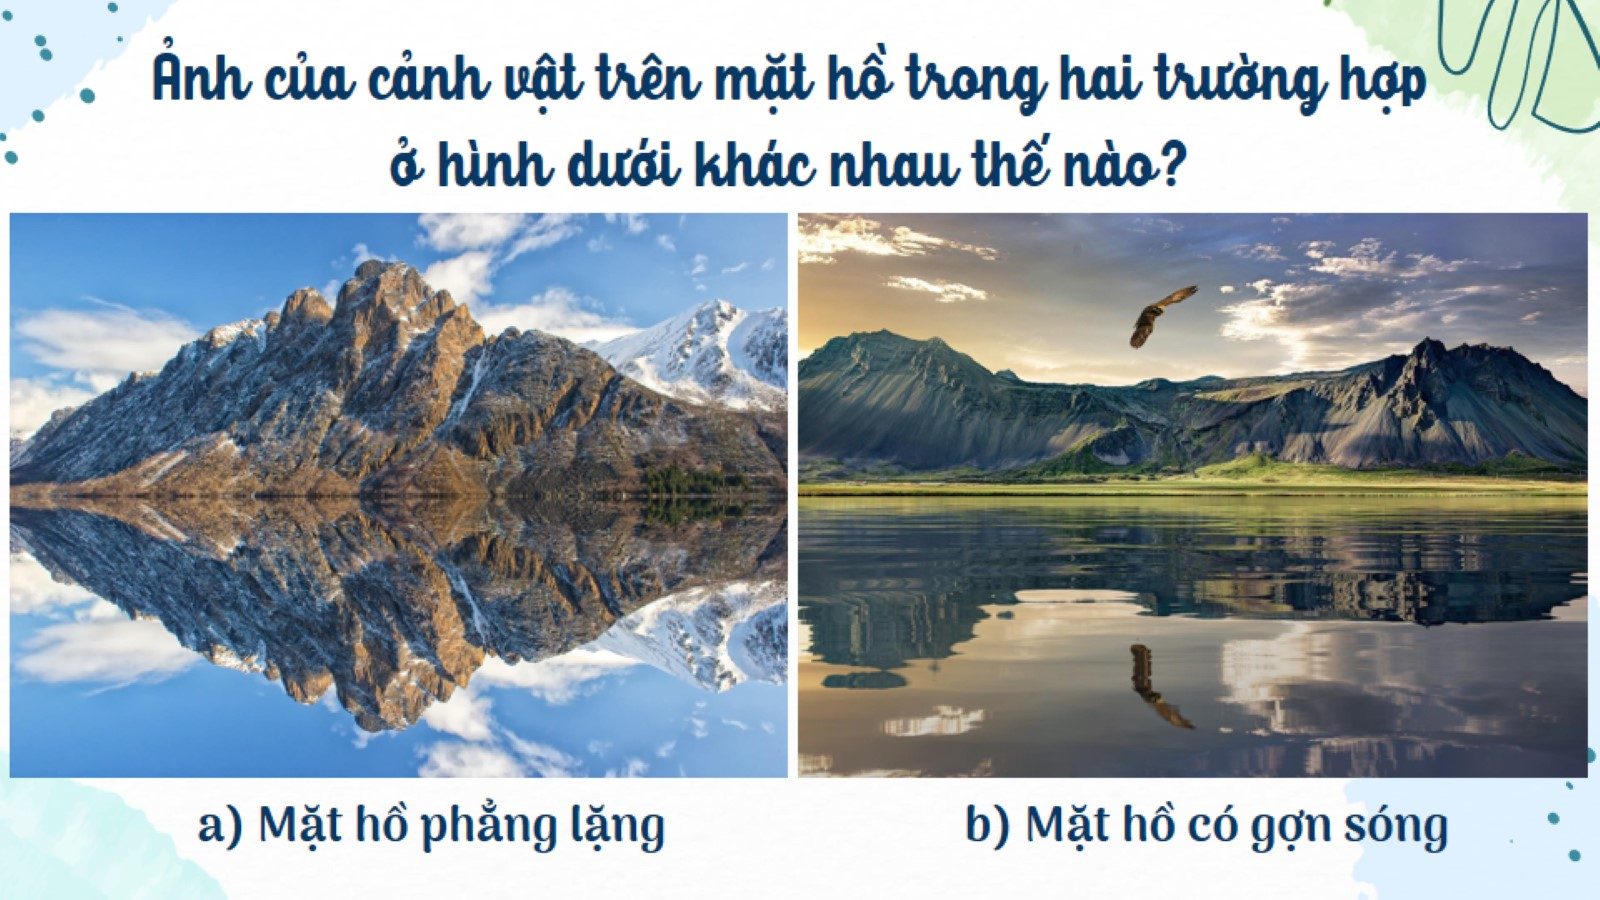 Ảnh của cảnh vật trên mặt hồ trong hai trường hợp
ở hình dưới khác nhau thế nào?
a) Mặt hồ phẳng lặng
b) Mặt hồ có gợn sóng